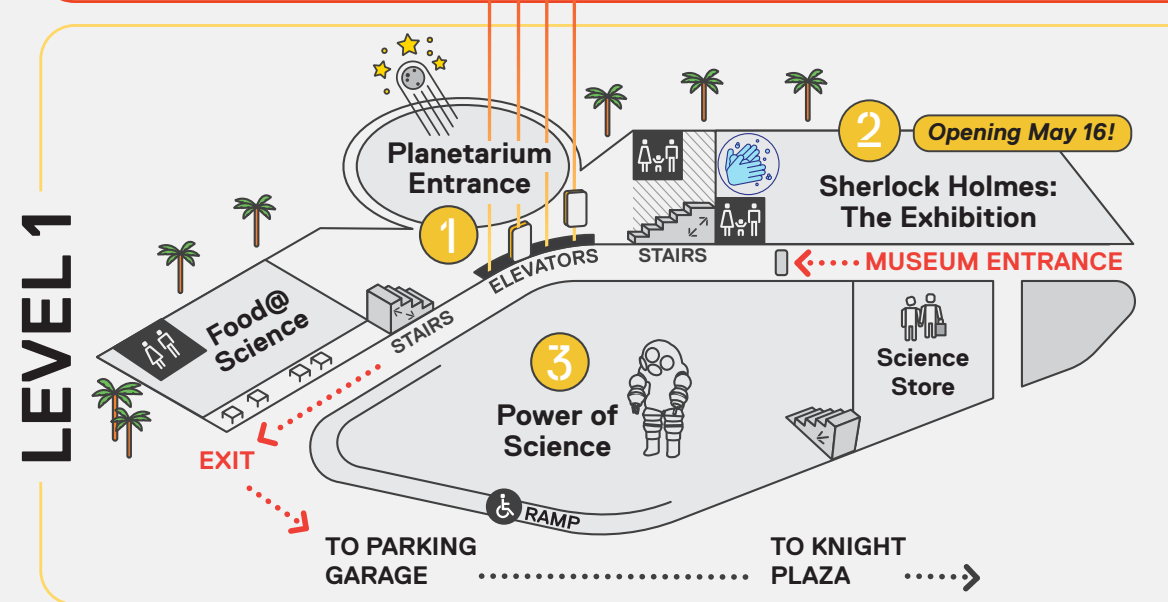 LEVEL 1
Planetarium
Entrance
1
2
Opening May 16!
Sherlock Holmes:
The Exhibition
ELEVATORS
STAIRS
MUSEUM ENTRANCE
Food@
Science
STAIRS
3
Power of
Science
Science
Store
EXIT
RAMP
TO PARKING
GARAGE
TO KNIGHT
PLAZA